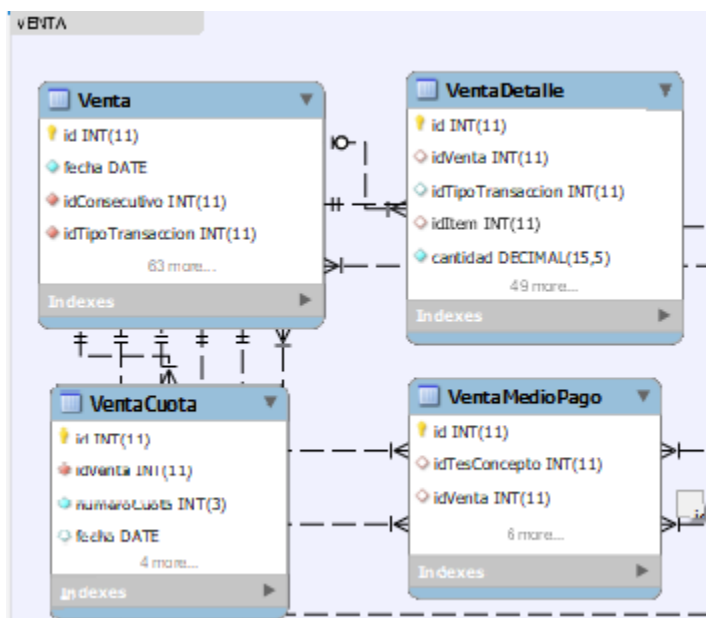 VENTA
Venta
id INT(11)
fecha DATE
idConsecutivo INT(11)
idTipoTransaccion INT(11)
63 more...
Indexes
VentaDetalle
id INT(11)
idVenta INT(11)
idTipoTransaccion INT(11)
idItem INT(11)
cantidad DECIMAL(15,5)
49 more...
Indexes
VentaCuota
id INT(11)
idVenta INT(11)
numeroCuota INT(3)
fecha DATE
4 more...
Indexes
VentaMedioPago
id INT(11)
idTesConcepto INT(11)
idVenta INT(11)
6 more...
Indexes